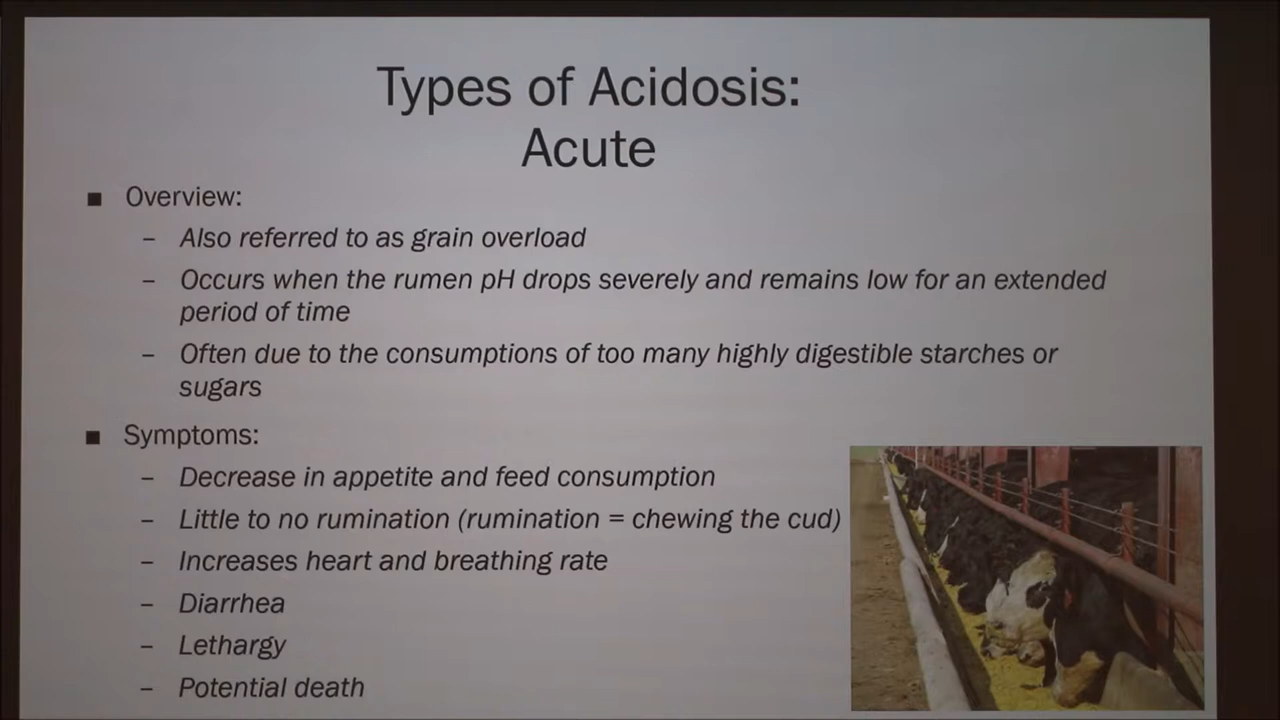 Types of Acidosis:
Acute
■ Overview:
– Also referred to as grain overload
– Occurs when the rumen pH drops severely and remains low for an extended
period of time
– Often due to the consumptions of too many highly digestible starches or
sugars
■ Symptoms:
– Decrease in appetite and feed consumption
– Little to no rumination (rumination = chewing the cud)
– Increases heart and breathing rate
– Diarrhea
– Lethargy
– Potential death